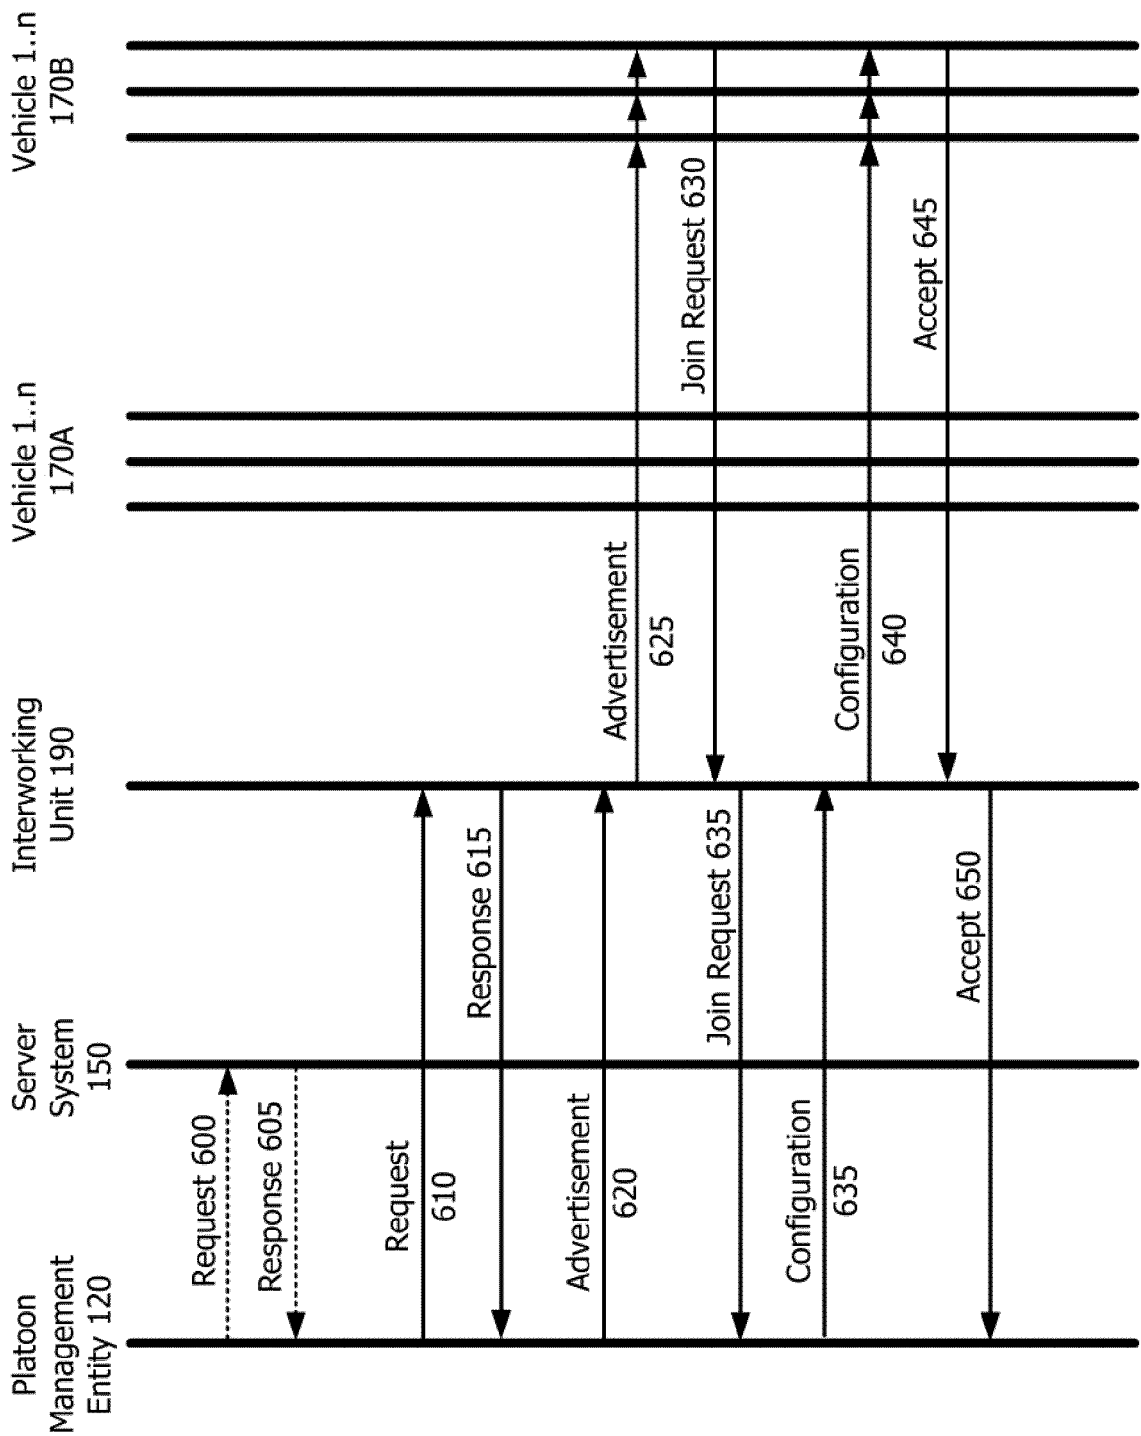 Platoon
Management
Entity 120
Server
System
150
Interworking
Unit 190
Vehicle 1..n
170A
Vehicle 1..n
170B
Request 600
Response 605
Request
610
Response 615
Advertisement
620
Advertisement
625
Join Request 630
Join Request 635
Configuration
635
Configuration
640
Accept 645
Accept 650